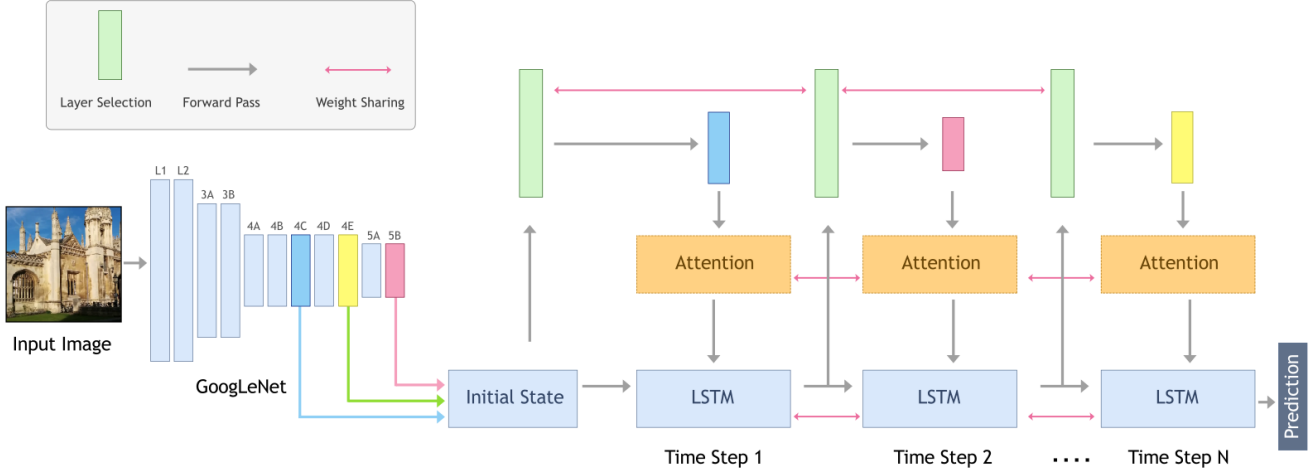 Layer Selection
Forward Pass
Weight Sharing
L1 L2
3A 3B
4A 4B 4C 4D 4E
5A 5B
Attention
Attention
Attention
Input Image
GoogLeNet
Initial State
LSTM
LSTM
LSTM
Prediction
Time Step 1
Time Step 2
....
Time Step N